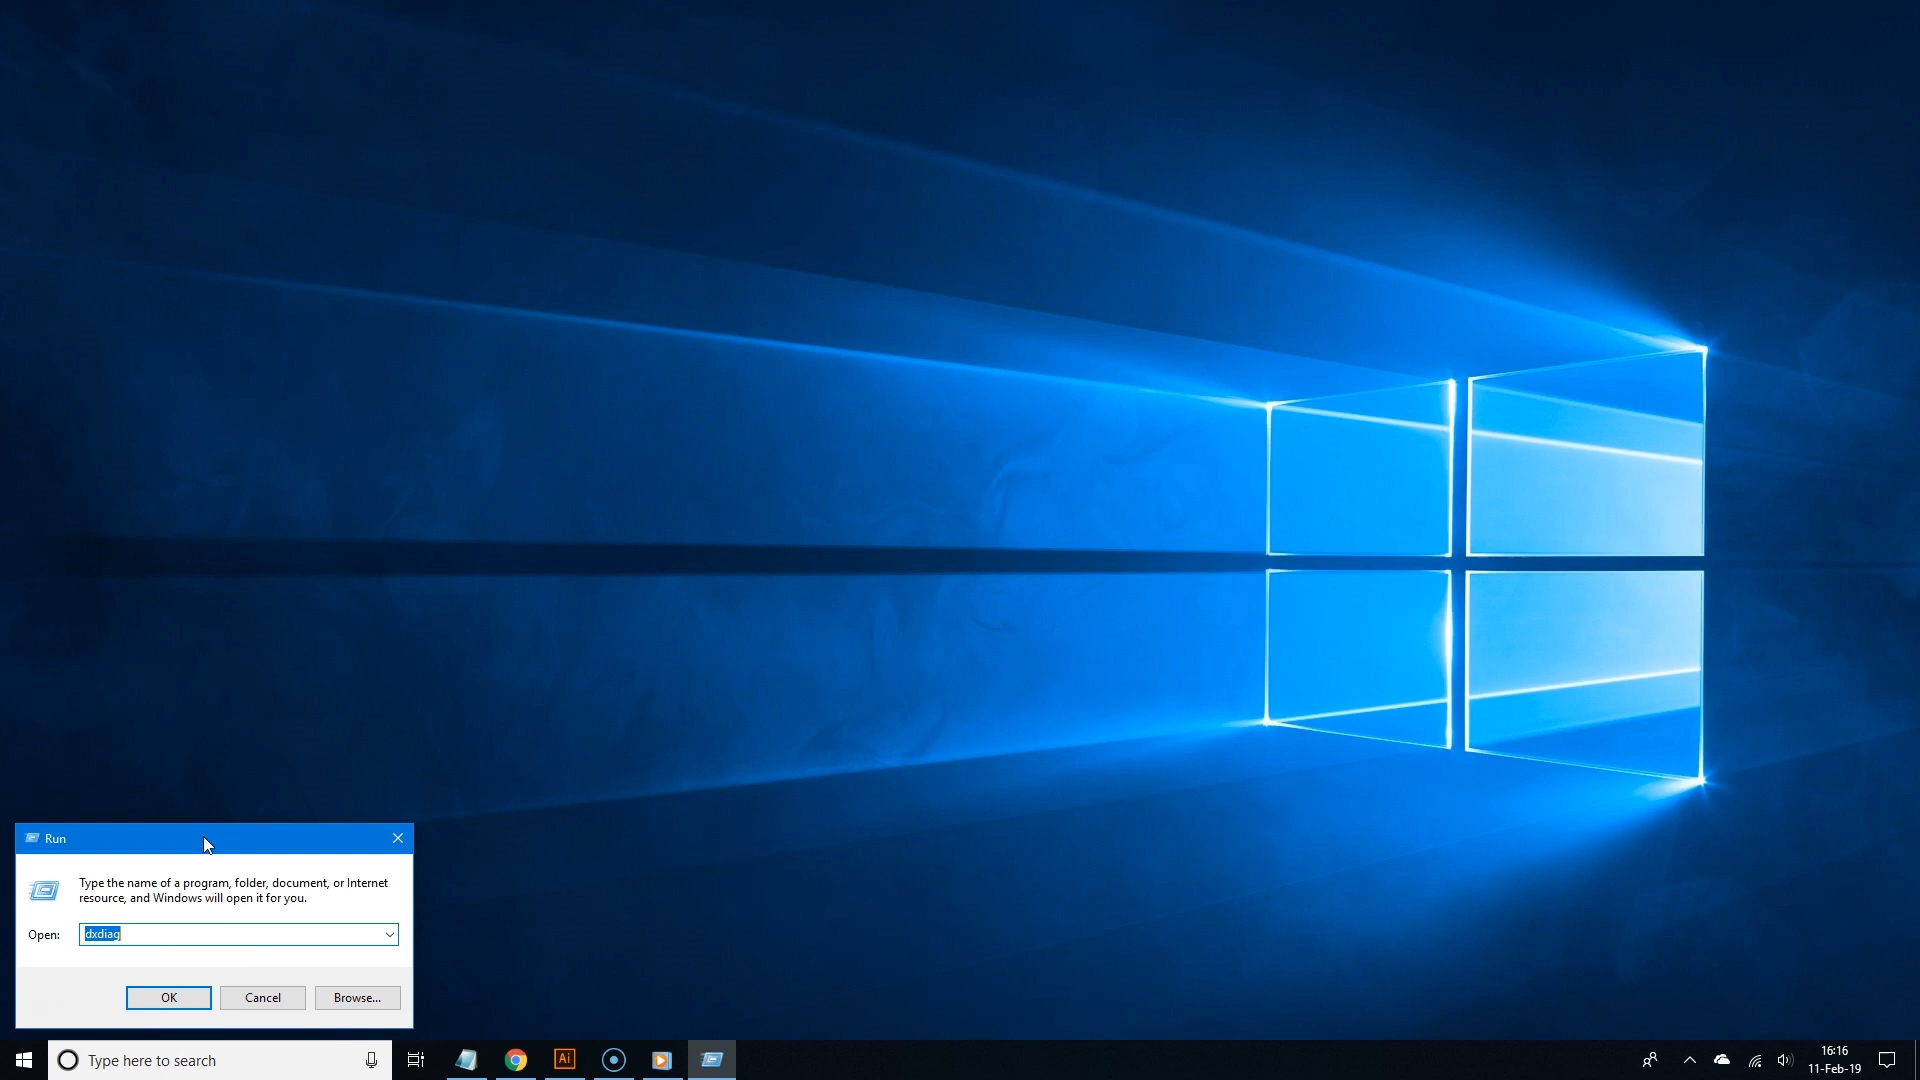 Run
Type the name of a program, folder, document, or Internet
resource, and Windows will open it for you.
Open: dxdiag
OK Cancel Browse...
Type here to search
Ai
16:16
11-Feb-19